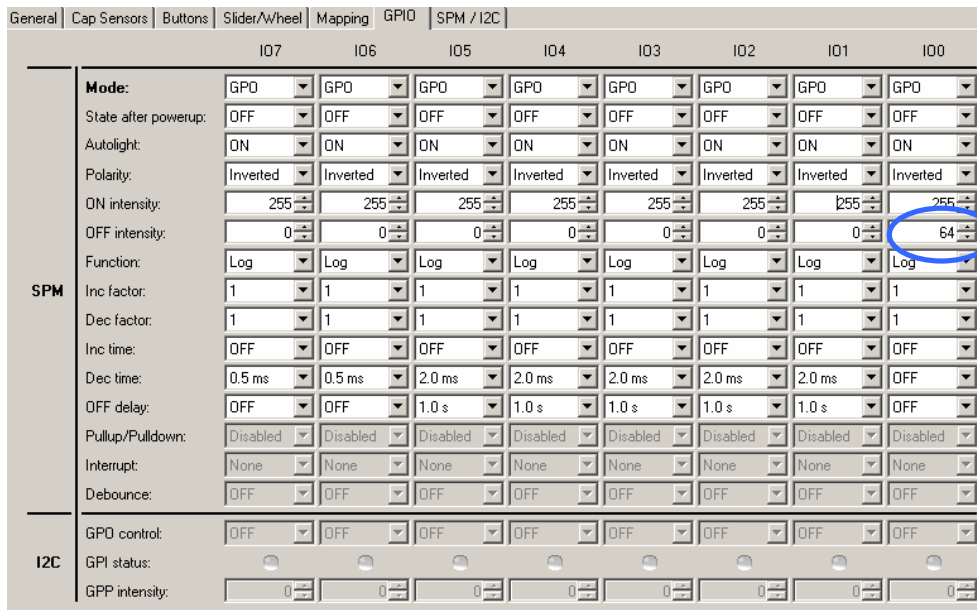 General Cap Sensors Buttons Slider/Wheel Mapping GPIO SPM / I2C
IO7 IO6 IO5 IO4 IO3 IO2 IO1 IO0
Mode: GPO GPO GPO GPO GPO GPO GPO GPO
State after powerup: OFF OFF OFF OFF OFF OFF OFF OFF
Autolight: ON ON ON ON ON ON ON ON
Polarity: Inverted Inverted Inverted Inverted Inverted Inverted Inverted Inverted
ON intensity: 255 255 255 255 255 255 255 255
OFF intensity: 0 0 0 0 0 0 0 64
Function: Log Log Log Log Log Log Log Log
SPM Inc factor: 1 1 1 1 1 1 1 1
Dec factor: 1 1 1 1 1 1 1 1
Inc time: OFF OFF OFF OFF OFF OFF OFF OFF
Dec time: 0.5 ms 0.5 ms 2.0 ms 2.0 ms 2.0 ms 2.0 ms 2.0 ms OFF
OFF delay: OFF OFF 1.0 s 1.0 s 1.0 s 1.0 s 1.0 s OFF
Pullup/Pulldown: Disabled Disabled Disabled Disabled Disabled Disabled Disabled Disabled
Interrupt: None None None None None None None None
Debounce: OFF OFF OFF OFF OFF OFF OFF OFF
GPO control: OFF OFF OFF OFF OFF OFF OFF OFF
I2C GPI status:
GPP intensity: 0 0 0 0 0 0 0 0